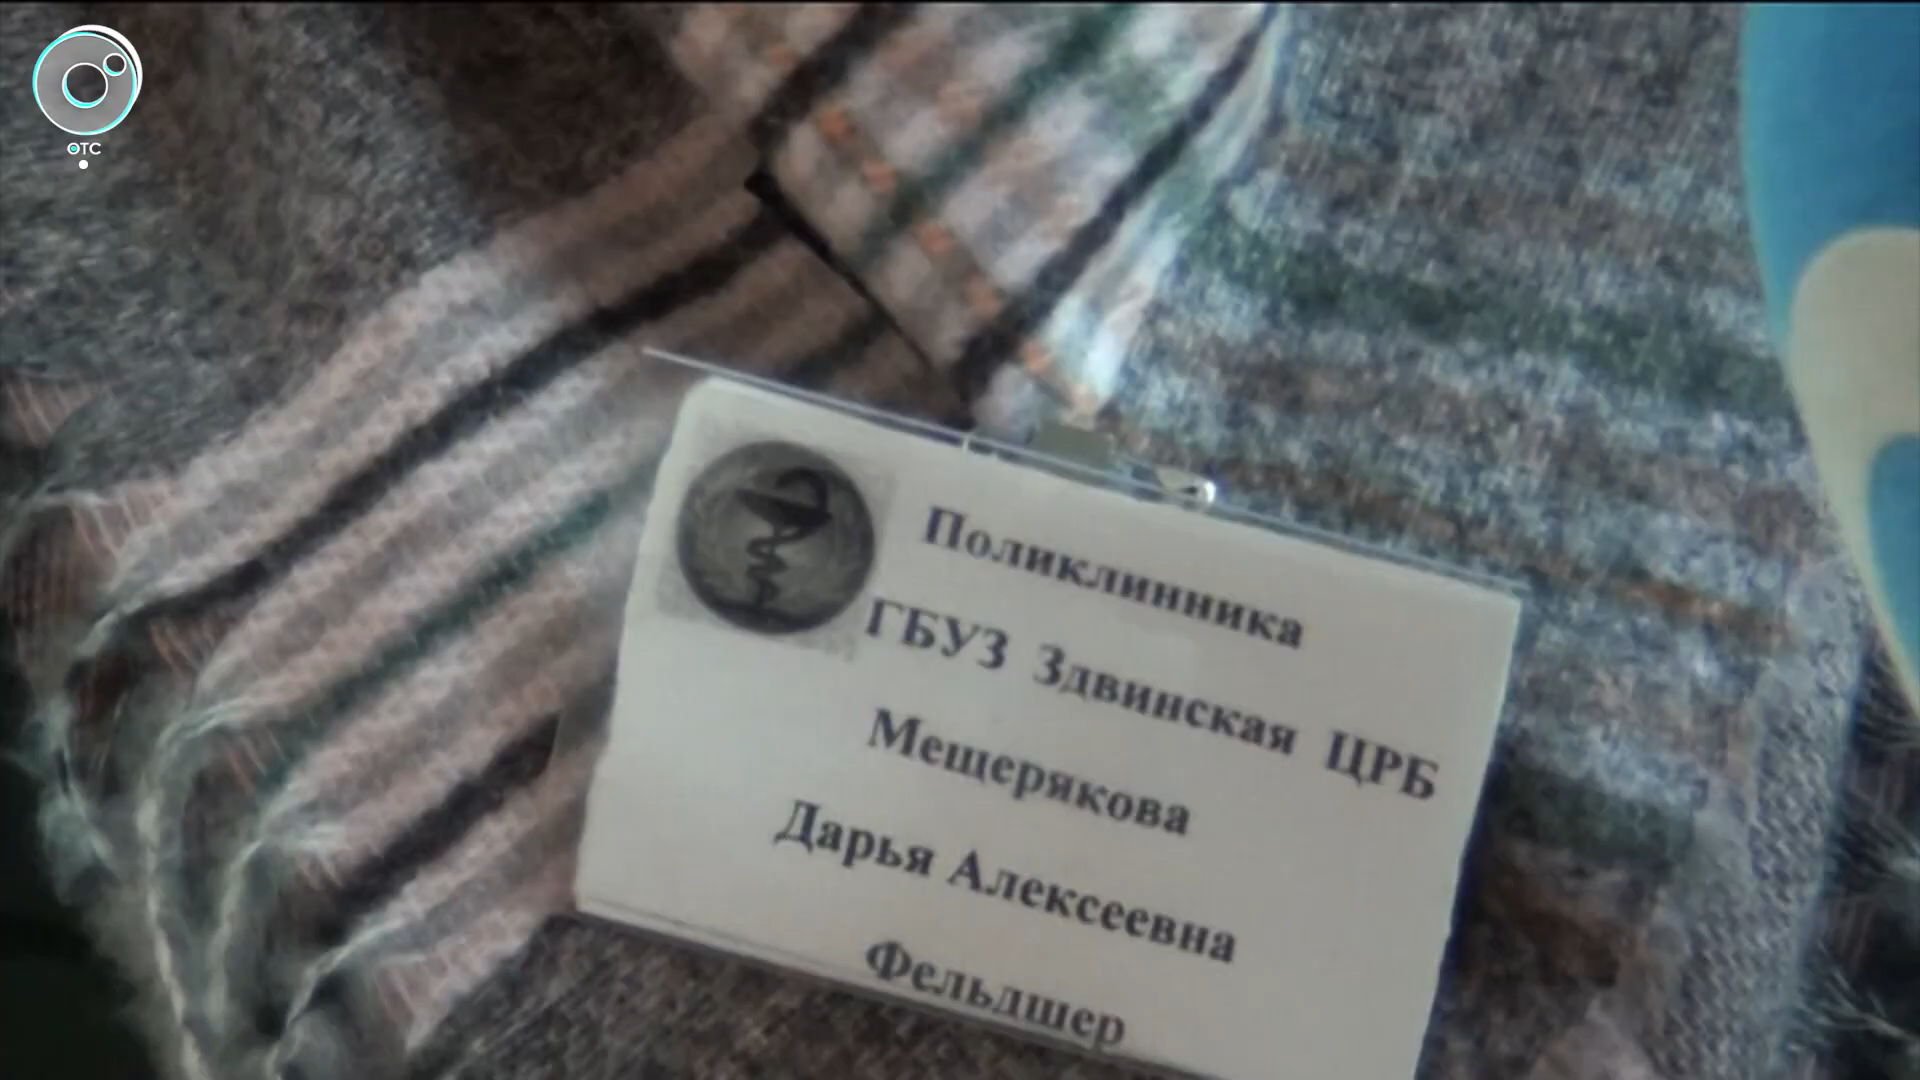 ОТС
Поликлинника
ГБУЗ Здвинская ЦРБ
Мещерякова
Дарья Алексеевна
Фельдшер